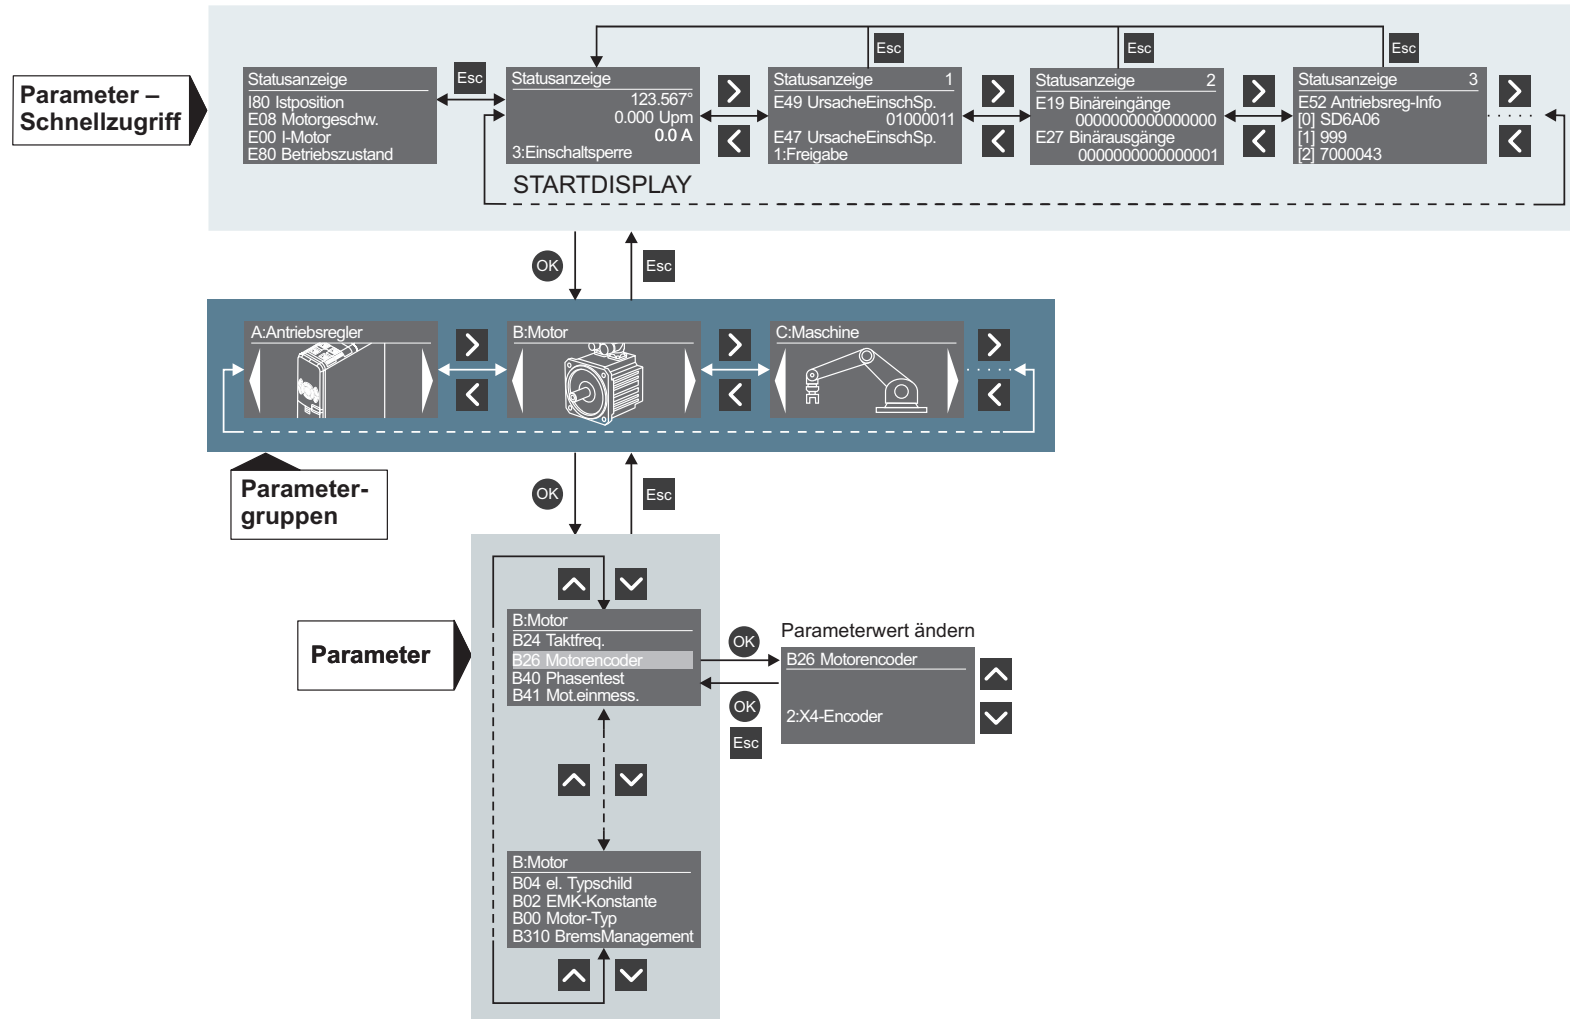 Parameter –
Schnellzugriff
Statusanzeige
I80 Istposition
E08 Motorgeschw.
E00 I-Motor
E80 Betriebszustand
Esc
Statusanzeige
123.567°
0.000 Upm
0.0 A
3:Einschaltsperre
STARTDISPLAY
Esc
Statusanzeige 1
E49 UrsacheEinschSp.
01000011
E47 UrsacheEinschSp.
1:Freigabe
Esc
Statusanzeige 2
E19 Binäreingänge
0000000000000000
E27 Binärausgänge
0000000000000001
Esc
Statusanzeige 3
E52 Antriebsreg-Info
[0] SD6A06
[1] 999
[2] 7000043
OK
Esc
A:Antriebsregler
B:Motor
C:Maschine
Parameter-
gruppen
OK
Esc
Parameter
B:Motor
B24 Taktfreq.
B26 Motorencoder
B40 Phasentest
B41 Mot.einmess.
OK
OK
Esc
Parameterwert ändern
B26 Motorencoder
2:X4-Encoder
B:Motor
B04 el. Typschild
B02 EMK-Konstante
B00 Motor-Typ
B310 BremsManagement